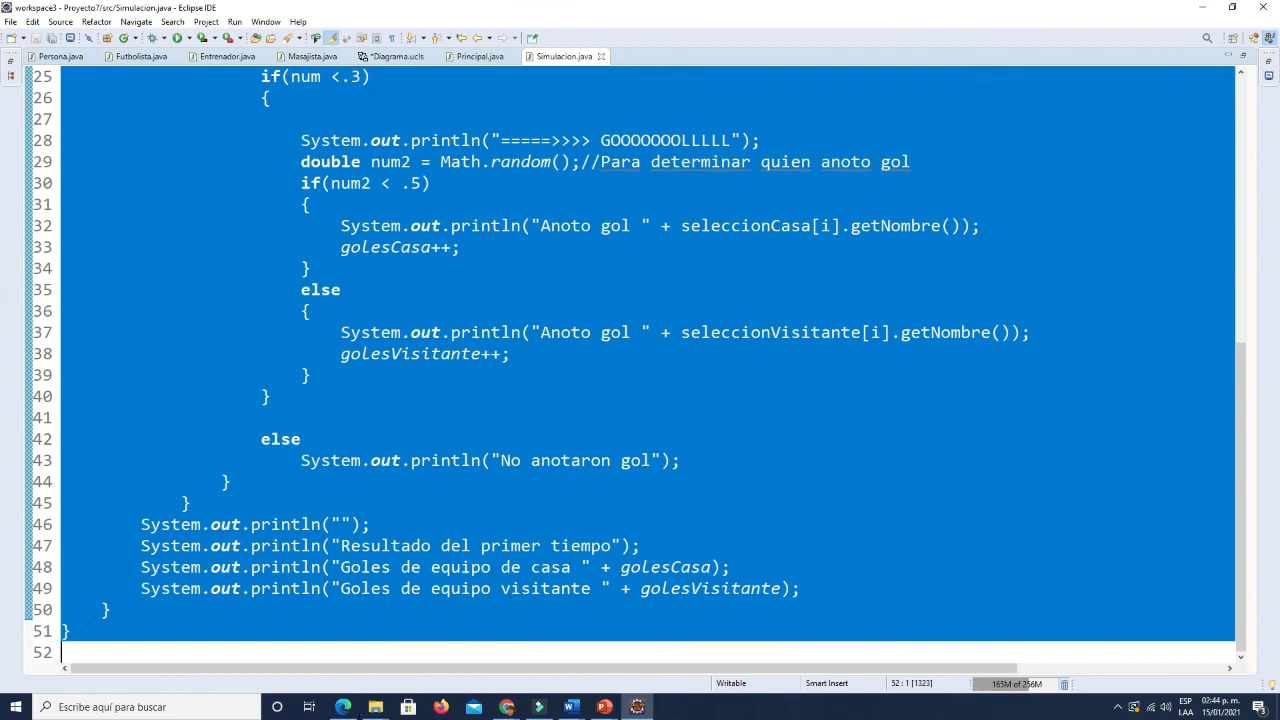 workspace3 - Proyecto7/src/Simulacion.java - Eclipse IDE
File Edit Source Refactor Navigate Search Project Run Window Help
Persona.java Futbolista.java Entrenador.java Masajista.java *Diagrama.ucls Principal.java Simulacion.java
25 if(num <.3)
26 {
27
28 System.out.println("=====>>>> GOOOOOOOLLLLL");
29 double num2 = Math.random();//Para determinar quien anoto gol
30 if(num2 < .5)
31 {
32 System.out.println("Anoto gol " + seleccionCasa[i].getNombre());
33 golesCasa++;
34 }
35 else
36 {
37 System.out.println("Anoto gol " + seleccionVisitante[i].getNombre());
38 golesVisitante++;
39 }
40 }
41
42 else
43 System.out.println("No anotaron gol");
44 }
45 }
46 System.out.println("");
47 System.out.println("Resultado del primer tiempo");
48 System.out.println("Goles de equipo de casa " + golesCasa);
49 System.out.println("Goles de equipo visitante " + golesVisitante);
50 }
51 }
52
Writable Smart Insert 52 : 1 [1323] 165M of 256M
Escribe aquí para buscar ESP 02:44 p. m.
LAA 15/01/2021